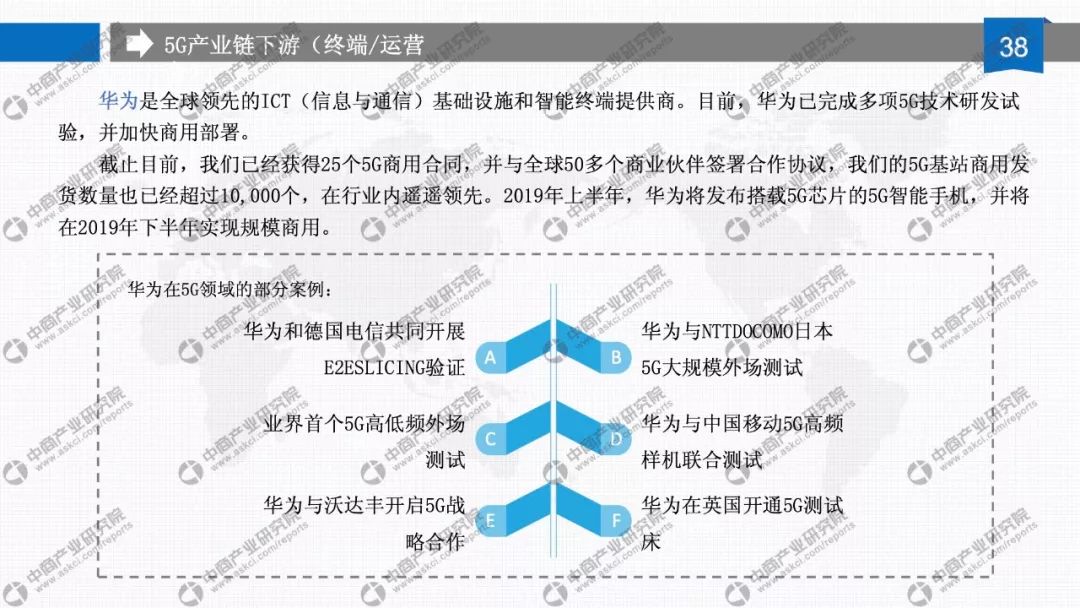 5G产业链下游（终端/运营
38
华为是全球领先的ICT（信息与通信）基础设施和智能终端提供商。目前，华为已完成多项5G技术研发试
验，并加快商用部署。
截止目前，我们已经获得25个5G商用合同，并与全球50多个商业伙伴签署合作协议，我们的5G基站商用发
货数量也已经超过10,000个，在行业内遥遥领先。2019年上半年，华为将发布搭载5G芯片的5G智能手机，并将
在2019年下半年实现规模商用。
华为在5G领域的部分案例：
华为和德国电信共同开展
E2ESLICING验证
A
B
华为与NTTDOCOMO日本
5G大规模外场测试
业界首个5G高低频外场
测试
C
D
华为与中国移动5G高频
样机联合测试
华为与沃达丰开启5G战
略合作
E
F
华为在英国开通5G测试
床
中商产业研究院
www.askci.com/reports